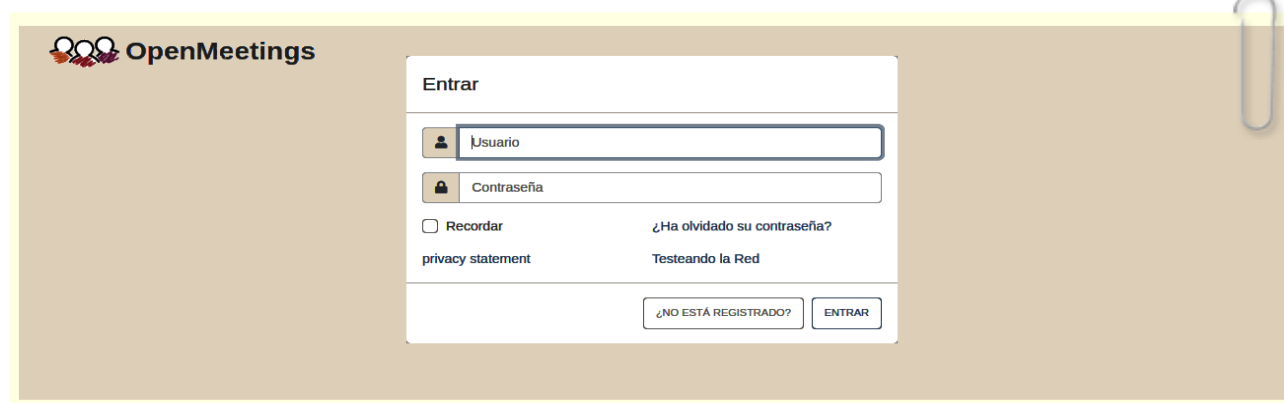 OpenMeetings
Entrar
Usuario
Contraseña
Recordar
¿Ha olvidado su contraseña?
privacy statement
Testeando la Red
¿NO ESTÁ REGISTRADO?
ENTRAR